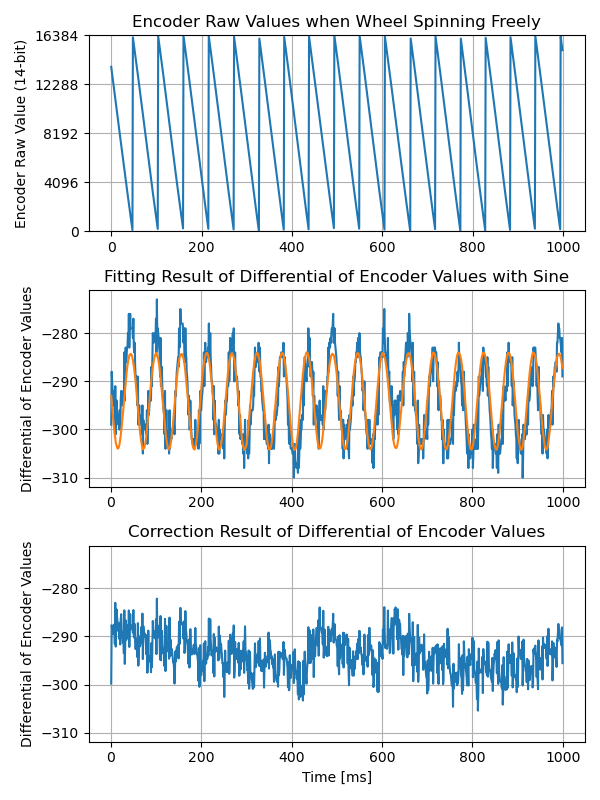 Encoder Raw Values when Wheel Spinning Freely
Encoder Raw Value (14-bit)
16384
12288
8192
4096
0
0 200 400 600 800 1000
Fitting Result of Differential of Encoder Values with Sine
Differential of Encoder Values
−280
−290
−300
−310
0 200 400 600 800 1000
Correction Result of Differential of Encoder Values
Differential of Encoder Values
−280
−290
−300
−310
0 200 400 600 800 1000
Time [ms]